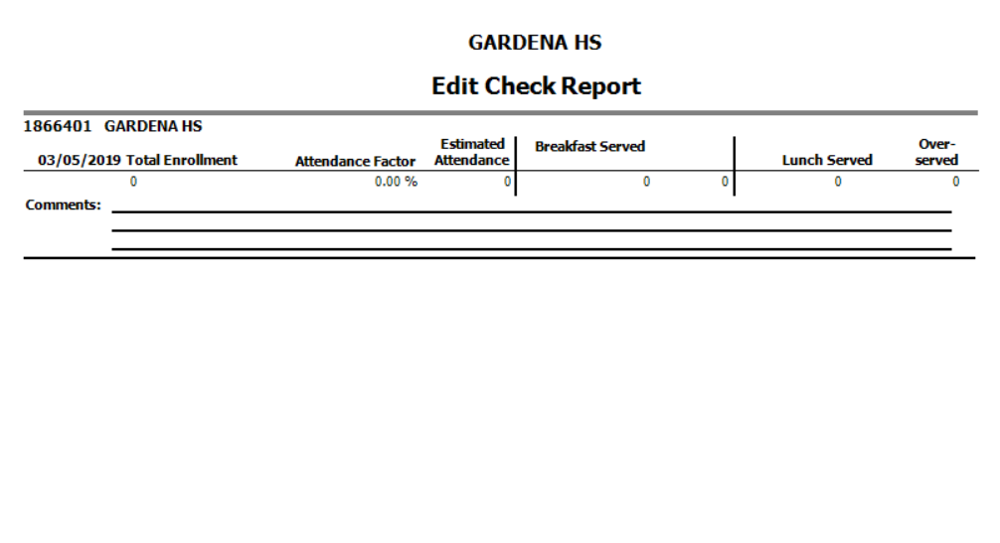 GARDENA HS
Edit Check Report
1866401 GARDENA HS
03/05/2019 Total Enrollment Attendance Factor Estimated Attendance Breakfast Served Lunch Served Over-served
0 0.00 % 0 0 0 0 0
Comments: